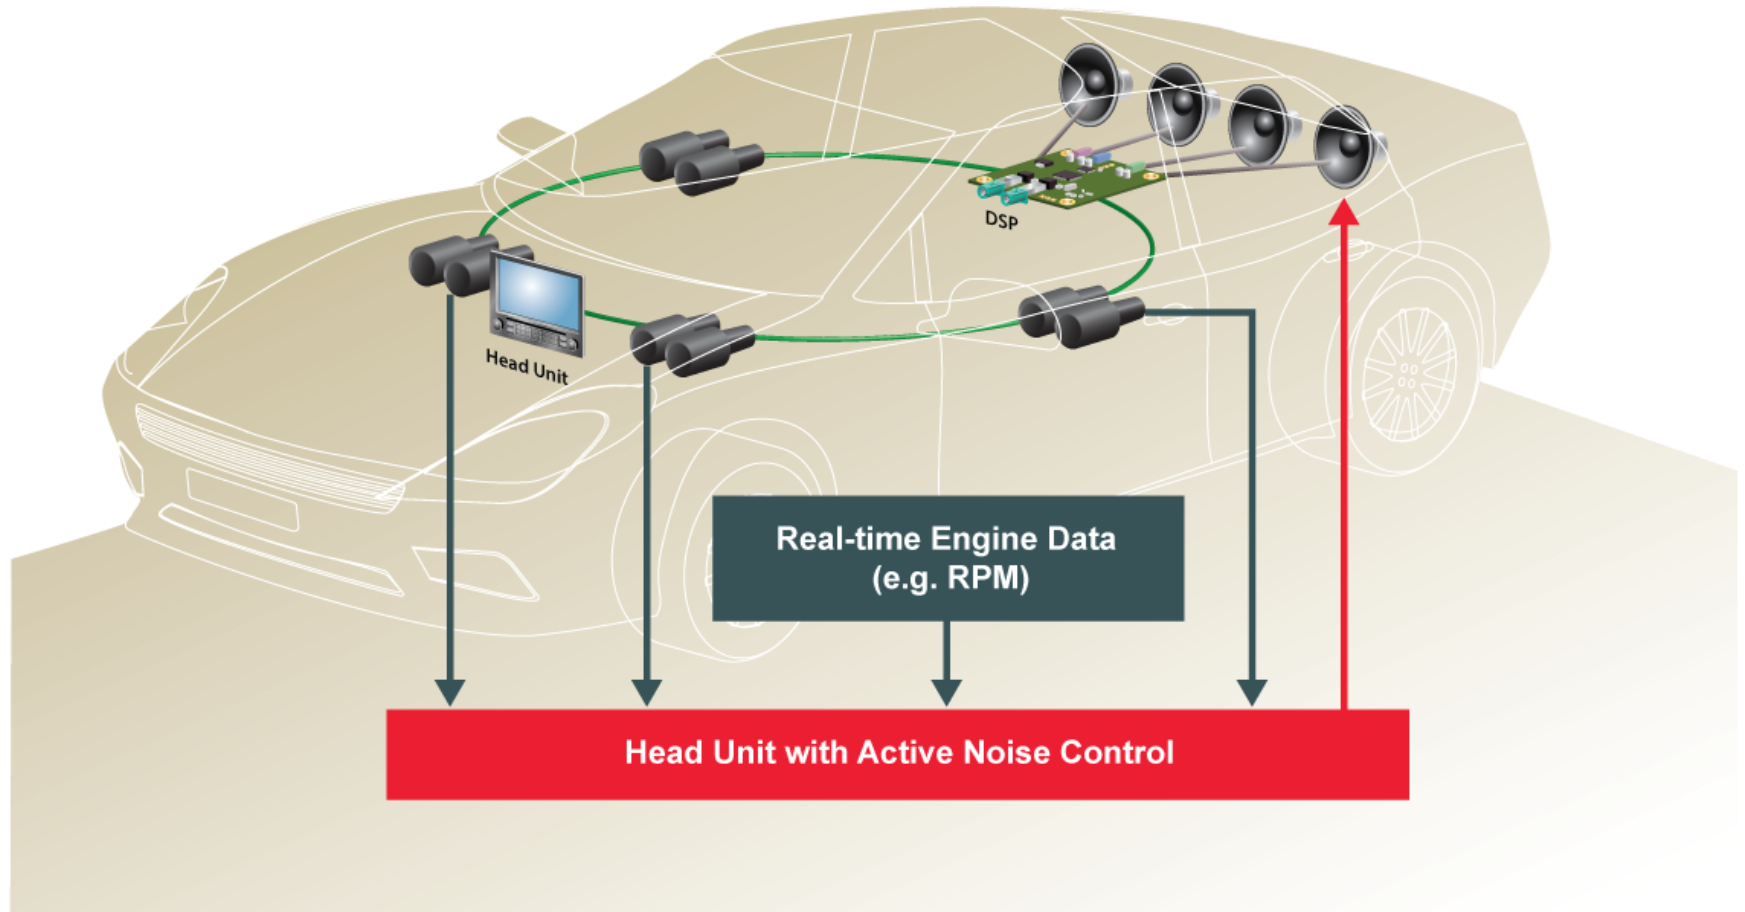 DSP
Head Unit
Real-time Engine Data
(e.g. RPM)
Head Unit with Active Noise Control